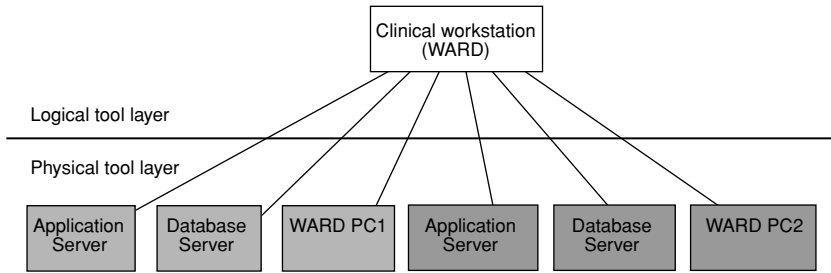 Clinical workstation
(WARD)
Logical tool layer
Physical tool layer
Application
Server
Database
Server
WARD PC1
Application
Server
Database
Server
WARD PC2